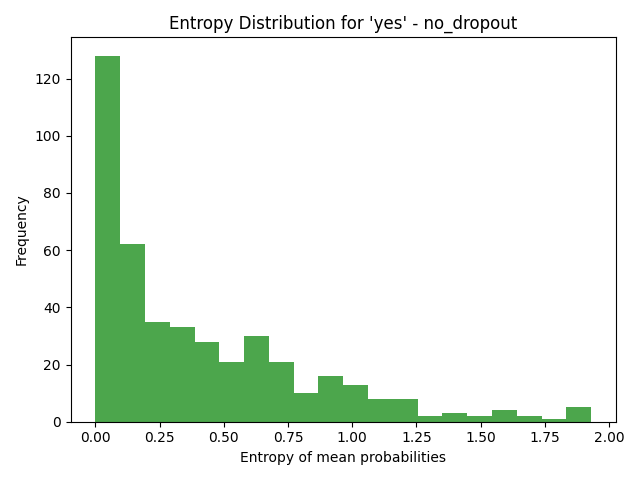 Entropy Distribution for 'yes' - no_dropout
Frequency
120
100
80
60
40
20
0
0.00 0.25 0.50 0.75 1.00 1.25 1.50 1.75 2.00
Entropy of mean probabilities